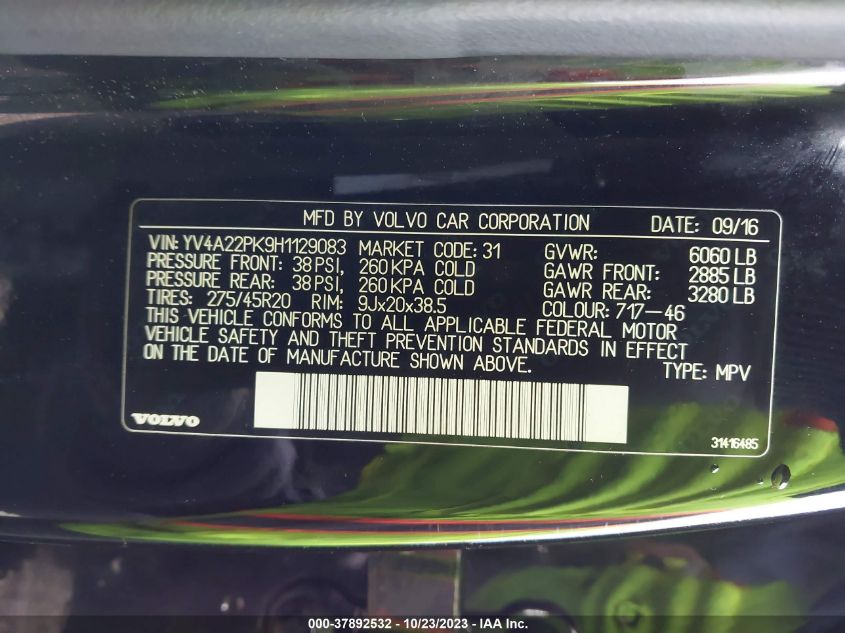 MFD BY VOLVO CAR CORPORATION DATE: 09/16
VIN: YV4A22PK9H1129083 MARKET CODE: 31 GVWR: 6060 LB
PRESSURE FRONT: 38 PSI, 260 KPA COLD GAWR FRONT: 2885 LB
PRESSURE REAR: 38 PSI, 260 KPA COLD GAWR REAR: 3280 LB
TIRES: 275/45R20 RIM: 9Jx20x38.5 COLOUR: 717-46
THIS VEHICLE CONFORMS TO ALL APPLICABLE FEDERAL MOTOR
VEHICLE SAFETY AND THEFT PREVENTION STANDARDS IN EFFECT
ON THE DATE OF MANUFACTURE SHOWN ABOVE. TYPE: MPV
VOLVO 31416485
000-37892532 - 10/23/2023 - IAA Inc.